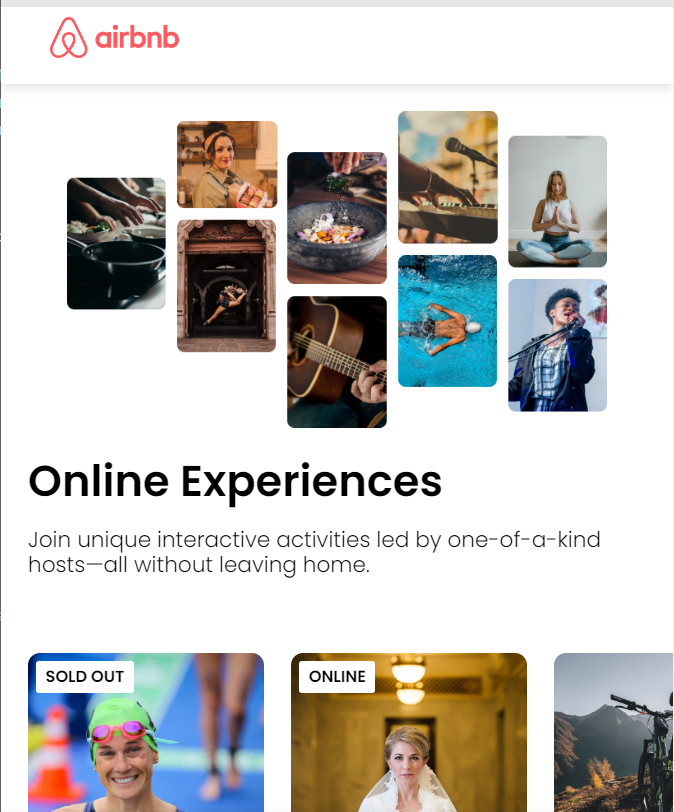 airbnb
Online Experiences
Join unique interactive activities led by one-of-a-kind
hosts—all without leaving home.
SOLD OUT
ONLINE